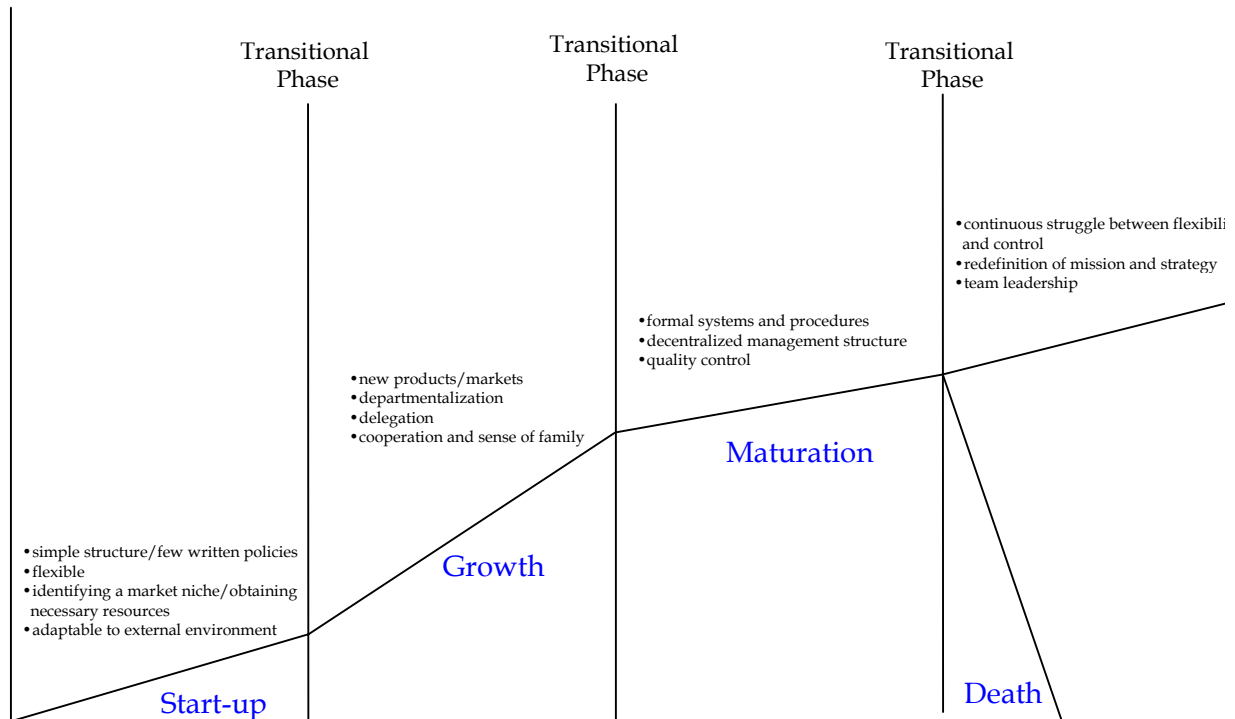 Transitional
Phase
Transitional
Phase
Transitional
Phase
•continuous struggle between flexibili
and control
•redefinition of mission and strategy
•team leadership
•formal systems and procedures
•decentralized management structure
•quality control
•new products/markets
•departmentalization
•delegation
•cooperation and sense of family
Maturation
•simple structure/few written policies
•flexible
•identifying a market niche/obtaining
necessary resources
•adaptable to external environment
Growth
Start-up
Death